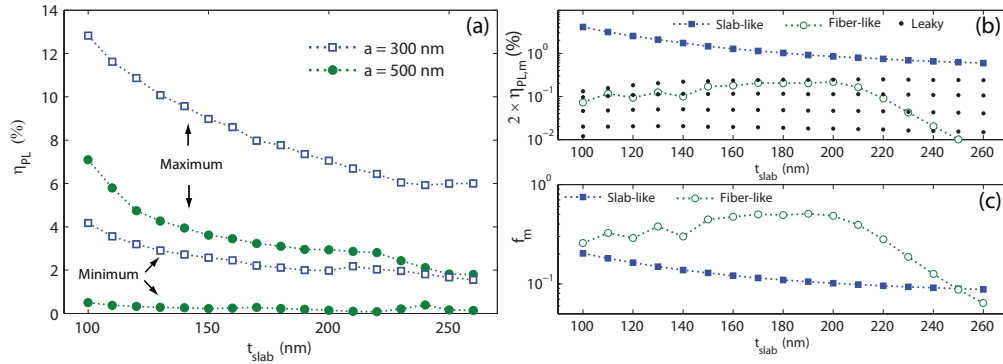 (a)
a = 300 nm
a = 500 nm
Maximum
Minimum
η_PL (%)
14
12
10
8
6
4
2
0
100 150 200 250
t_slab (nm)
(b)
Slab-like Fiber-like Leaky
2 × η_PL,m (%)
10^1
10^0
10^-1
10^-2
100 120 140 160 180 200 220 240 260
t_slab (nm)
(c)
Slab-like Fiber-like
f_m
10^0
10^-1
100 120 140 160 180 200 220 240 260
t_slab (nm)